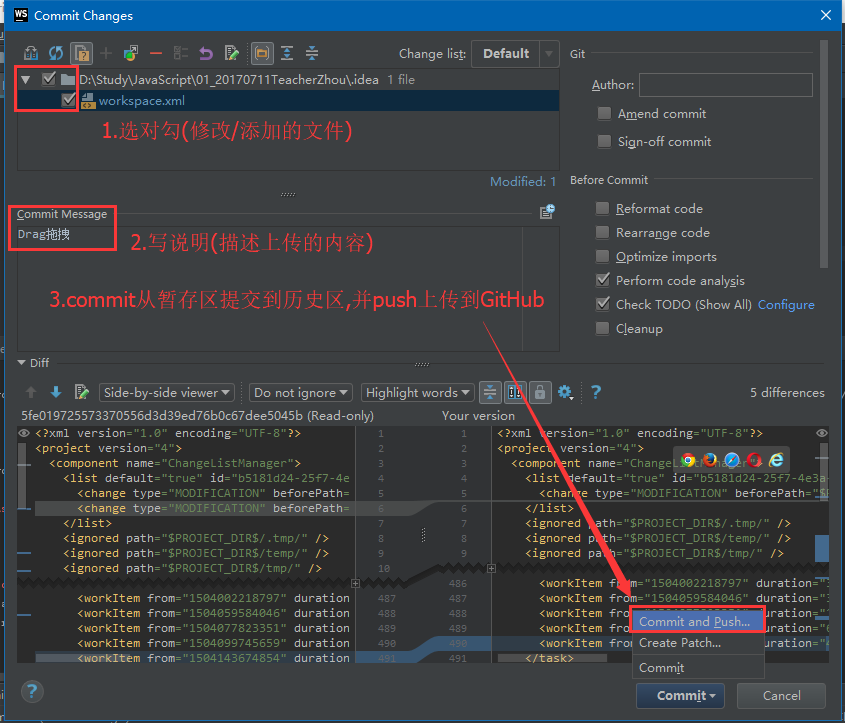 WS Commit Changes
Change list: Default
Git
D:\Study\JavaScript\01_20170711TeacherZhou\.idea 1 file
workspace.xml
1.选对勾(修改/添加的文件)
Author:
Amend commit
Sign-off commit
Modified: 1
Before Commit
Commit Message
Drag拖拽
2.写说明(描述上传的内容)
3.commit从暂存区提交到历史区,并push上传到GitHub
Reformat code
Rearrange code
Optimize imports
Perform code analysis
Check TODO (Show All) Configure
Cleanup
Diff
Side-by-side viewer
Do not ignore
Highlight words
?
5 differences
5fe019725573370556d3d39ed76b0c67dee5045b (Read-only)
Your version
<?xml version="1.0" encoding="UTF-8"?> 1 1 <?xml version="1.0" encoding="UTF-8"?>
<project version="4"> 2 2 <project version="4">
<component name="ChangeListManager"> 3 3 <component name="ChangeListManager">
<list default="true" id="b5181d24-25f7-4e 4 4 <list default="true" id="b5181d24-25f7-4e3a-
<change type="MODIFICATION" beforePath= 5 5 <change type="MODIFICATION" beforePath="$
<change type="MODIFICATION" beforePath= 6 6 </list>
</list> 7 7 <ignored path="$PROJECT_DIR$/.tmp/" />
<ignored path="$PROJECT_DIR$/.tmp/" /> 8 8 <ignored path="$PROJECT_DIR$/temp/" />
<ignored path="$PROJECT_DIR$/temp/" /> 9 9 <ignored path="$PROJECT_DIR$/tmp/" />
<ignored path="$PROJECT_DIR$/tmp/" /> 10
486 <workItem from="1504002218797" duration=
<workItem from="1504002218797" duration 487 487 <workItem from="1504059584046" duration=
<workItem from="1504059584046" duration 488 488
<workItem from="1504077823351" duration 489 489
<workItem from="1504099745659" duration 490 490
<workItem from="1504143674854" duration 491 491 </task>
Commit and Push...
Create Patch...
Commit
?
Commit
Cancel